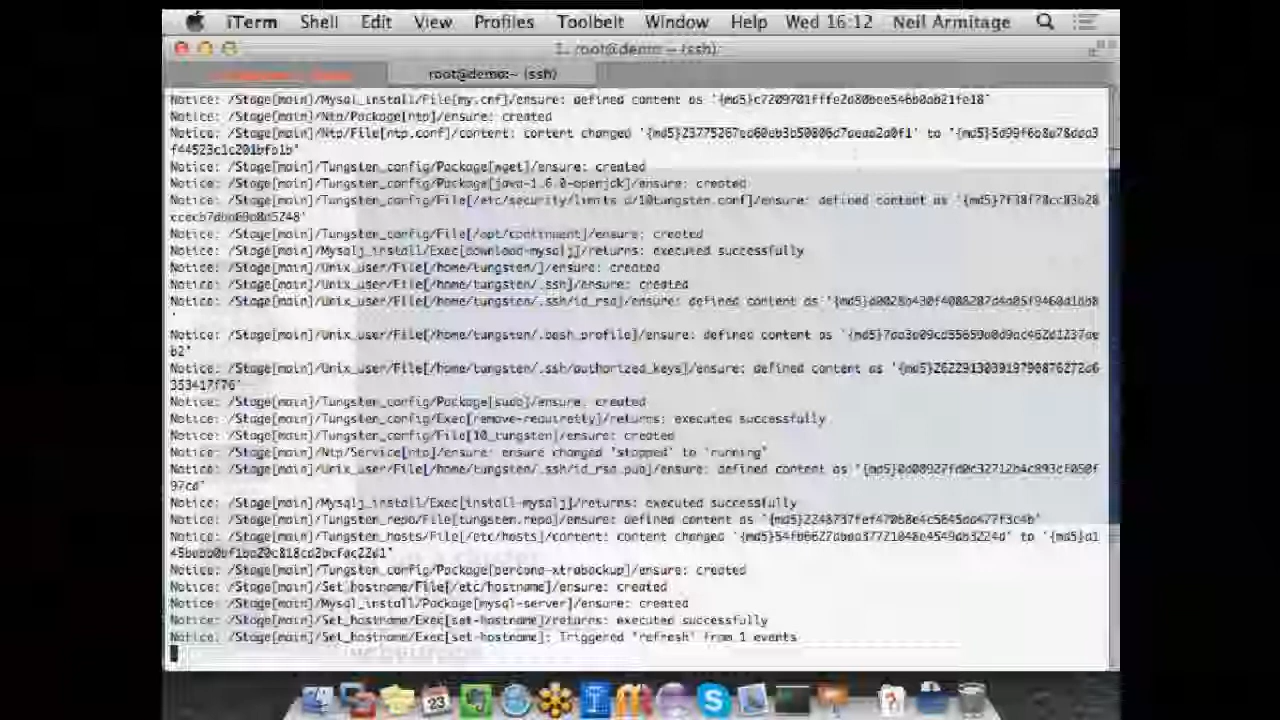 iTerm Shell Edit View Profiles Toolbelt Window Help Wed 16:12 Neil Armitage
1. root@demo:~ (ssh)
root@demo:~ (ssh)
Notice: /Stage[main]/Mysql_install/File[my.cnf]/ensure: defined content as
Notice: /Stage[main]/Ntp/Package[ntp]/ensure: created
Notice: /Stage[main]/Ntp/File[ntp.conf]/content: content changed
Notice: /Stage[main]/Tungsten_config/Package[wget]/ensure: created
Notice: /Stage[main]/Tungsten_config/Package[java-1.6.0-openjdk]/ensure: created
Notice: /Stage[main]/Tungsten_config/File[/etc/security/limits.d/10tungsten.conf]/ensure: defined content as
Notice: /Stage[main]/Tungsten_config/File[/opt/continuent]/ensure: created
Notice: /Stage[main]/Mysqlj_install/Exec[download-mysqlj]/returns: executed successfully
Notice: /Stage[main]/Unix_user/File[/home/tungsten/]/ensure: created
Notice: /Stage[main]/Unix_user/File[/home/tungsten/.ssh]/ensure: created
Notice: /Stage[main]/Unix_user/File[/home/tungsten/.ssh/id_rsa]/ensure: defined content as
Notice: /Stage[main]/Unix_user/File[/home/tungsten/.bash_profile]/ensure: defined content as
Notice: /Stage[main]/Unix_user/File[/home/tungsten/.ssh/authorized_keys]/ensure: defined content as
Notice: /Stage[main]/Tungsten_config/Package[sudo]/ensure: created
Notice: /Stage[main]/Tungsten_config/Exec[remove-requiretty]/returns: executed successfully
Notice: /Stage[main]/Tungsten_config/File[10_tungsten]/ensure: created
Notice: /Stage[main]/Ntp/Service[ntp]/ensure: ensure changed 'stopped' to 'running'
Notice: /Stage[main]/Unix_user/File[/home/tungsten/.ssh/id_rsa.pub]/ensure: defined content as
Notice: /Stage[main]/Mysqlj_install/Exec[install-mysqlj]/returns: executed successfully
Notice: /Stage[main]/Tungsten_repo/File[tungsten.repo]/ensure: defined content as
Notice: /Stage[main]/Tungsten_hosts/File[/etc/hosts]/content: content changed
Notice: /Stage[main]/Tungsten_config/Package[percona-xtrabackup]/ensure: created
Notice: /Stage[main]/Set_hostname/File[/etc/hostname]/ensure: created
Notice: /Stage[main]/Mysql_install/Package[mysql-server]/ensure: created
Notice: /Stage[main]/Set_hostname/Exec[set-hostname]/returns: executed successfully
Notice: /Stage[main]/Set_hostname/Exec[set-hostname]: Triggered 'refresh' from 1 events
23